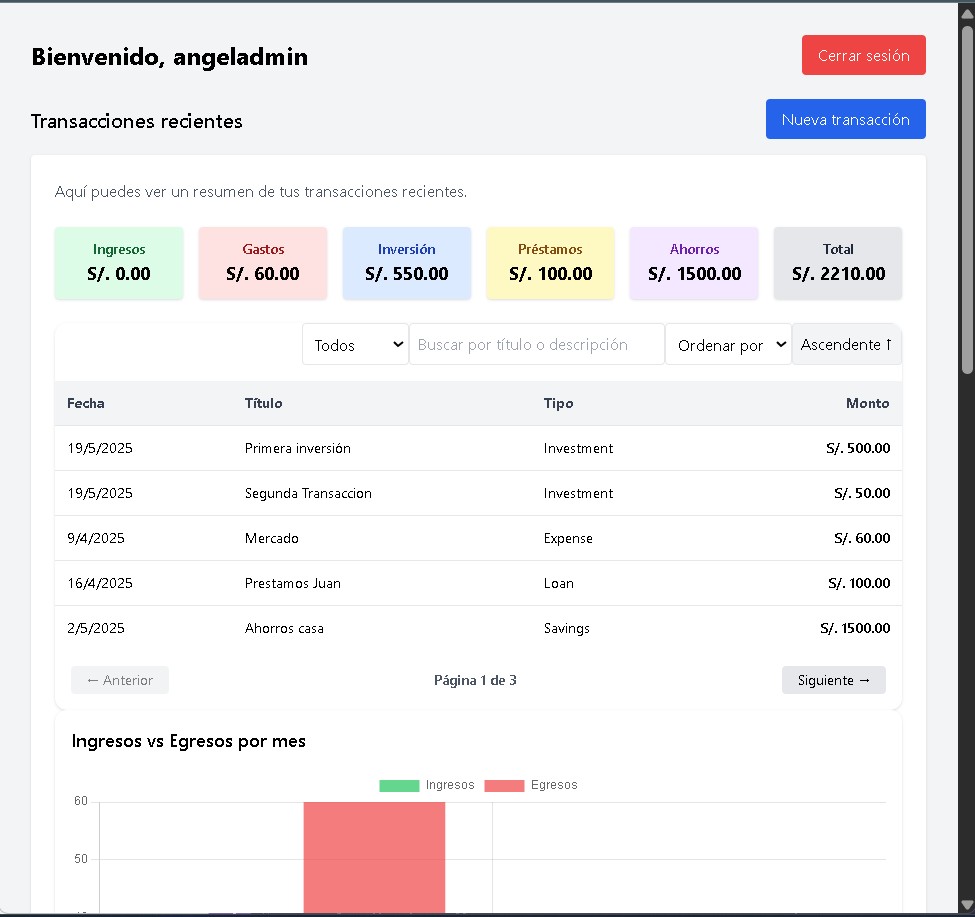 Bienvenido, angeladmin
Cerrar sesión
Transacciones recientes
Nueva transacción
Aquí puedes ver un resumen de tus transacciones recientes.
Ingresos Gastos Inversión Préstamos Ahorros Total
S/. 0.00 S/. 60.00 S/. 550.00 S/. 100.00 S/. 1500.00 S/. 2210.00
Todos Buscar por título o descripción Ordenar por Ascendente ↑
Fecha Título Tipo Monto
19/5/2025 Primera inversión Investment S/. 500.00
19/5/2025 Segunda Transaccion Investment S/. 50.00
9/4/2025 Mercado Expense S/. 60.00
16/4/2025 Prestamos Juan Loan S/. 100.00
2/5/2025 Ahorros casa Savings S/. 1500.00
← Anterior Página 1 de 3 Siguiente →
Ingresos vs Egresos por mes
Ingresos Egresos
60
50